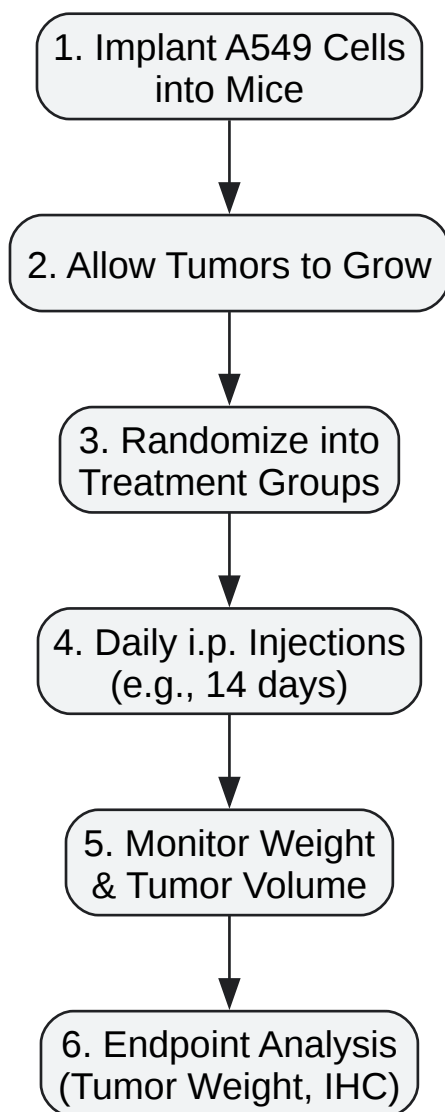 1. Implant A549 Cells
into Mice
2. Allow Tumors to Grow
3. Randomize into
Treatment Groups
4. Daily i.p. Injections
(e.g., 14 days)
5. Monitor Weight
& Tumor Volume
6. Endpoint Analysis
(Tumor Weight, IHC)